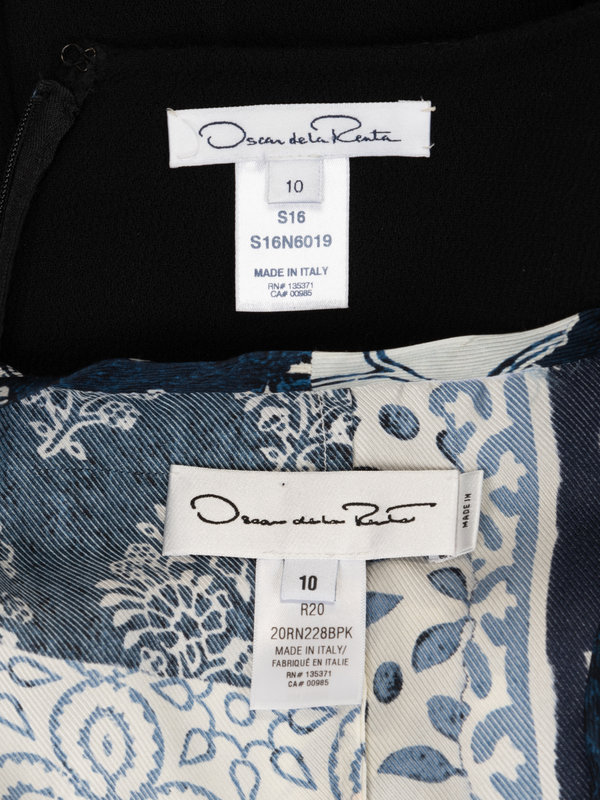 Oscar de la Renta
10
S16
S16N6019
MADE IN ITALY
RN# 135371
CA# 00985
Oscar de la Renta
MADE IN
10
R20
20RN228BPK
MADE IN ITALY/
FABRIQUÉ EN ITALIE
RN# 135371
CA# 00985